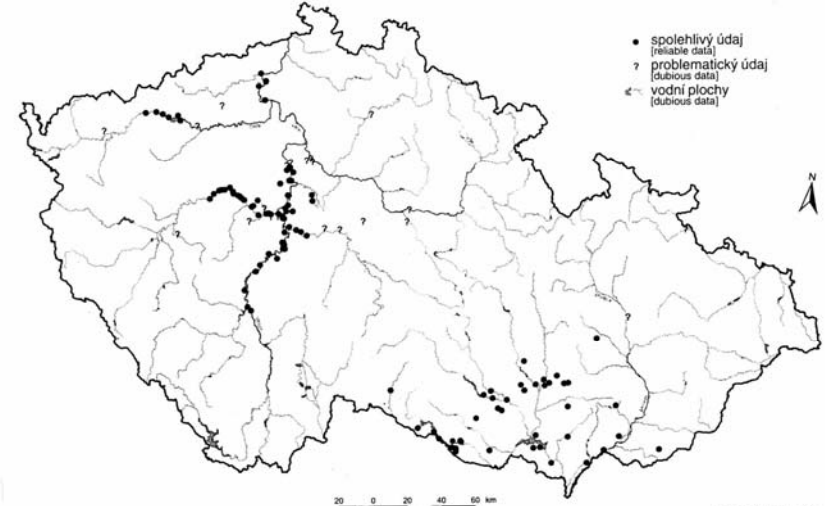 ● spolehlivý údaj
[reliable data]
? problematický údaj
[dubious data]
vodní plochy
[dubious data]
N
20 0 20 40 60 km